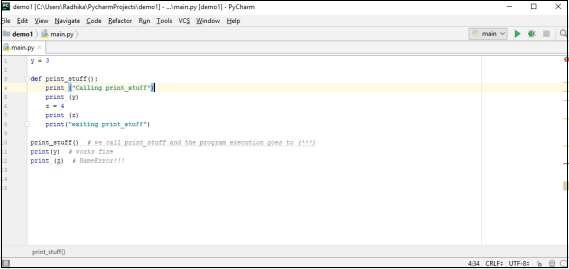 demo1 [C:\Users\Radhika\PycharmProjects\demo1] - ...\main.py [demo1] - PyCharm
File Edit View Navigate Code Refactor Run Tools VCS Window Help
demo1 main.py main
main.py
1 y = 3
2
3 def print_stuff():
4 print ("Calling print_stuff")
5 print (y)
6 z = 4
7 print (z)
8 print("exiting print_stuff")
9
10 print_stuff() # we call print_stuff and the program execution goes to (***)
11 print(y) # works fine
12 print (z) # NameError!!!
13
14
15
print_stuff()
4:34 CRLF÷ UTF-8÷